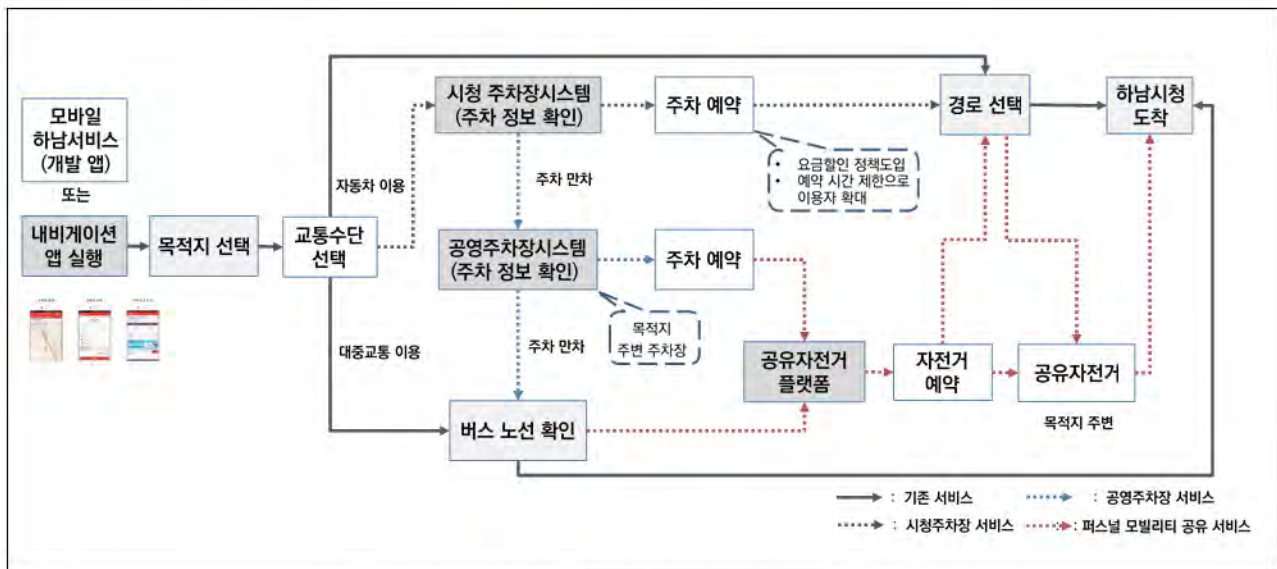 모바일
하남서비스
(개발 앱)
또는
내비게이션
앱 실행
목적지 선택
교통수단
선택
자동차 이용
대중교통 이용
시청 주차장시스템
(주차 정보 확인)
주차 예약
• 요금할인 정책도입
• 예약 시간 제한으로
이용자 확대
경로 선택
하남시청
도착
주차 만차
공영주차장시스템
(주차 정보 확인)
주차 예약
목적지
주변 주차장
주차 만차
공유자전거
플랫폼
자전거
예약
공유자전거
목적지 주변
버스 노선 확인
: 기존 서비스
: 공영주차장 서비스
: 시청주차장 서비스
: 퍼스널 모빌리티 공유 서비스